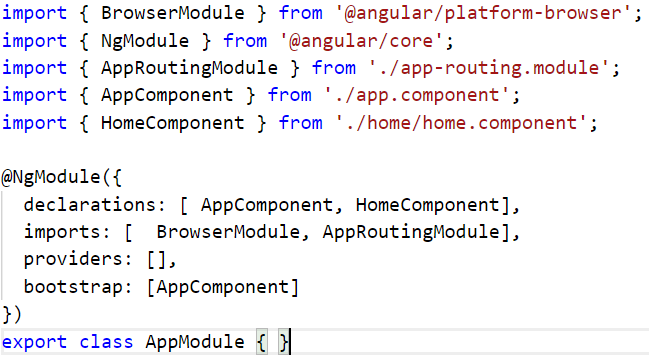 import { BrowserModule } from '@angular/platform-browser';
import { NgModule } from '@angular/core';
import { AppRoutingModule } from './app-routing.module';
import { AppComponent } from './app.component';
import { HomeComponent } from './home/home.component';

@NgModule({
  declarations: [ AppComponent, HomeComponent],
  imports: [  BrowserModule, AppRoutingModule],
  providers: [],
  bootstrap: [AppComponent]
})
export class AppModule { }